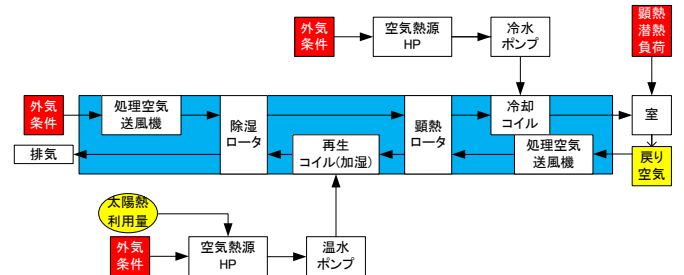 外気
条件
空気熱源
HP
冷水
ポンプ
顕熱
潜熱
負荷
外気
条件
処理空気
送風機
除湿
ロータ
顕熱
ロータ
冷却
コイル
室
排気
再生
コイル(加湿)
処理空気
送風機
戻り
空気
太陽熱
利用量
外気
条件
空気熱源
HP
温水
ポンプ